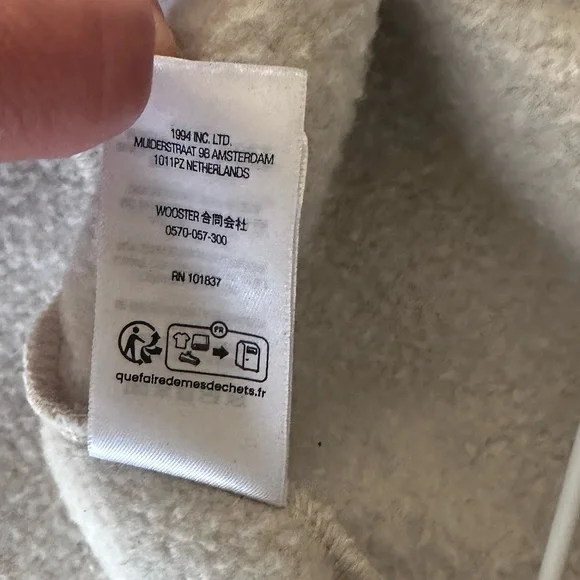 1994 INC. LTD.
MUIDERSTRAAT 9B AMSTERDAM
1011PZ NETHERLANDS
WOOSTER 合同会社
0570-057-300
RN 101837
FR
quefairedemesdechets.fr